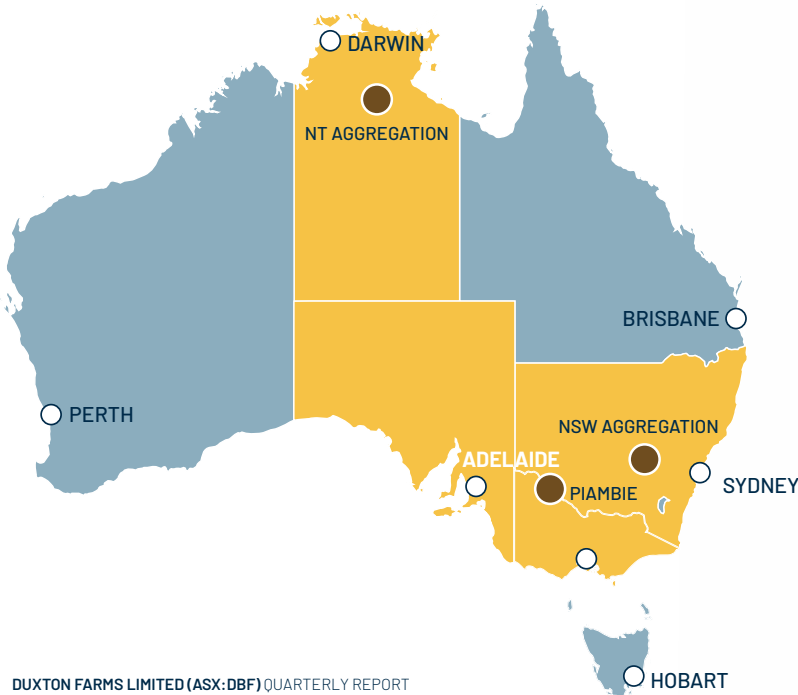 DARWIN
NT AGGREGATION
BRISBANE
PERTH
NSW AGGREGATION
ADELAIDE
SYDNEY
PIAMBIE
HOBART
DUXTON FARMS LIMITED (ASX:DBF) QUARTERLY REPORT